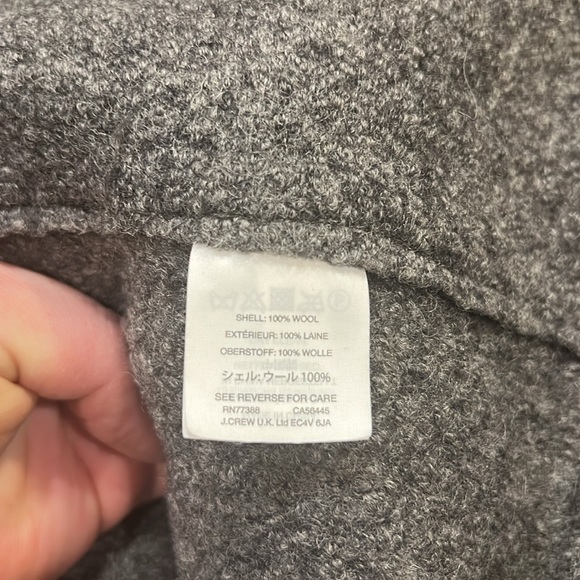 SHELL: 100% WOOL
EXTÉRIEUR: 100% LAINE
OBERSTOFF: 100% WOLLE
シェル: ウール 100%
SEE REVERSE FOR CARE
RN77388 CA56445
J.CREW U.K. Ltd EC4V 6JA